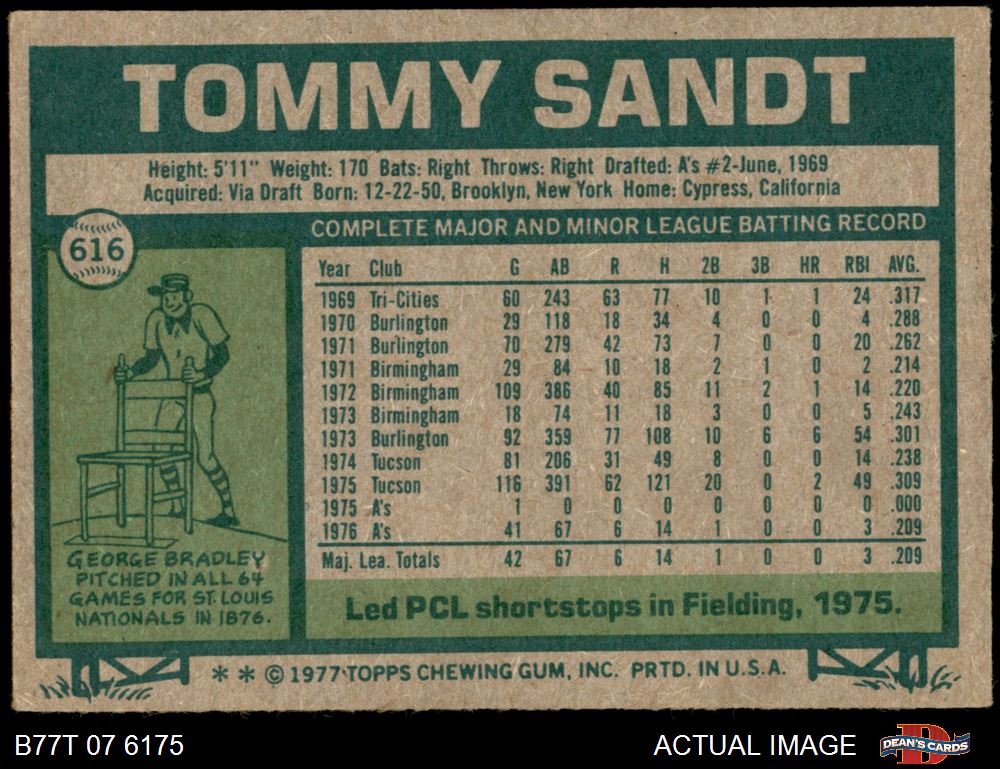 TOMMY SANDT
Height: 5'11" Weight: 170 Bats: Right Throws: Right Drafted: A's #2-June, 1969
Acquired: Via Draft Born: 12-22-50, Brooklyn, New York Home: Cypress, California
616
COMPLETE MAJOR AND MINOR LEAGUE BATTING RECORD
Year Club G AB R H 2B 3B HR RBI AVG.
1969 Tri-Cities 60 243 63 77 10 1 1 24 .317
1970 Burlington 29 118 18 34 4 0 0 4 .288
1971 Burlington 70 279 42 73 7 0 0 20 .262
1971 Birmingham 29 84 10 18 2 1 0 2 .214
1972 Birmingham 109 386 40 85 11 2 1 14 .220
1973 Birmingham 18 74 11 18 3 0 0 5 .243
1973 Burlington 92 359 77 108 10 6 6 54 .301
1974 Tucson 81 206 31 49 8 0 0 14 .238
1975 Tucson 116 391 62 121 20 0 2 49 .309
1975 A's 1 0 0 0 0 0 0 0 .000
1976 A's 41 67 6 14 1 0 0 3 .209
Maj. Lea. Totals 42 67 6 14 1 0 0 3 .209
GEORGE BRADLEY
PITCHED IN ALL 64
GAMES FOR ST. LOUIS
NATIONALS IN 1876.
Led PCL shortstops in Fielding, 1975.
** © 1977 TOPPS CHEWING GUM, INC. PRTD. IN U.S.A.
B77T 07 6175
ACTUAL IMAGE
DEAN'S CARDS